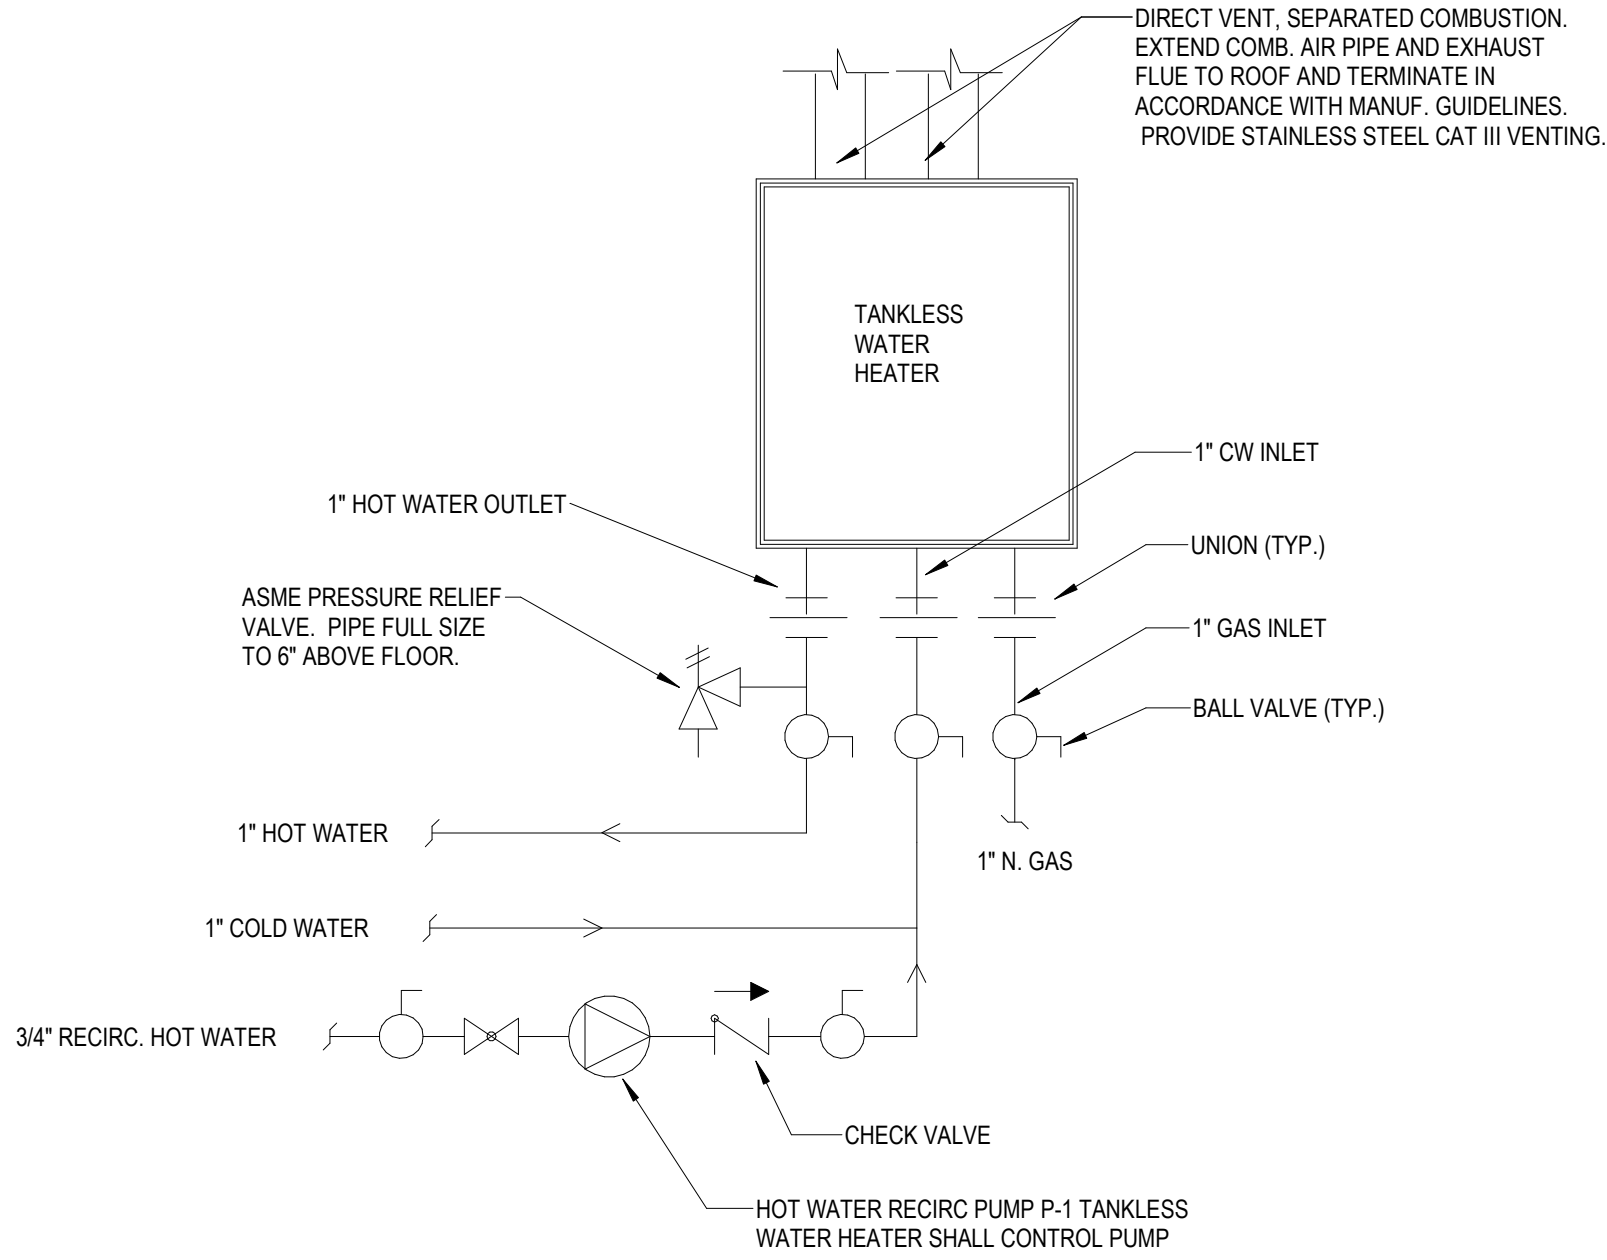 DIRECT VENT, SEPARATED COMBUSTION.
EXTEND COMB. AIR PIPE AND EXHAUST
FLUE TO ROOF AND TERMINATE IN
ACCORDANCE WITH MANUF. GUIDELINES.
PROVIDE STAINLESS STEEL CAT III VENTING.
TANKLESS
WATER
HEATER
1" CW INLET
1" HOT WATER OUTLET
UNION (TYP.)
ASME PRESSURE RELIEF
VALVE. PIPE FULL SIZE
TO 6" ABOVE FLOOR.
1" GAS INLET
BALL VALVE (TYP.)
1" HOT WATER
1" N. GAS
1" COLD WATER
3/4" RECIRC. HOT WATER
CHECK VALVE
HOT WATER RECIRC PUMP P-1 TANKLESS
WATER HEATER SHALL CONTROL PUMP